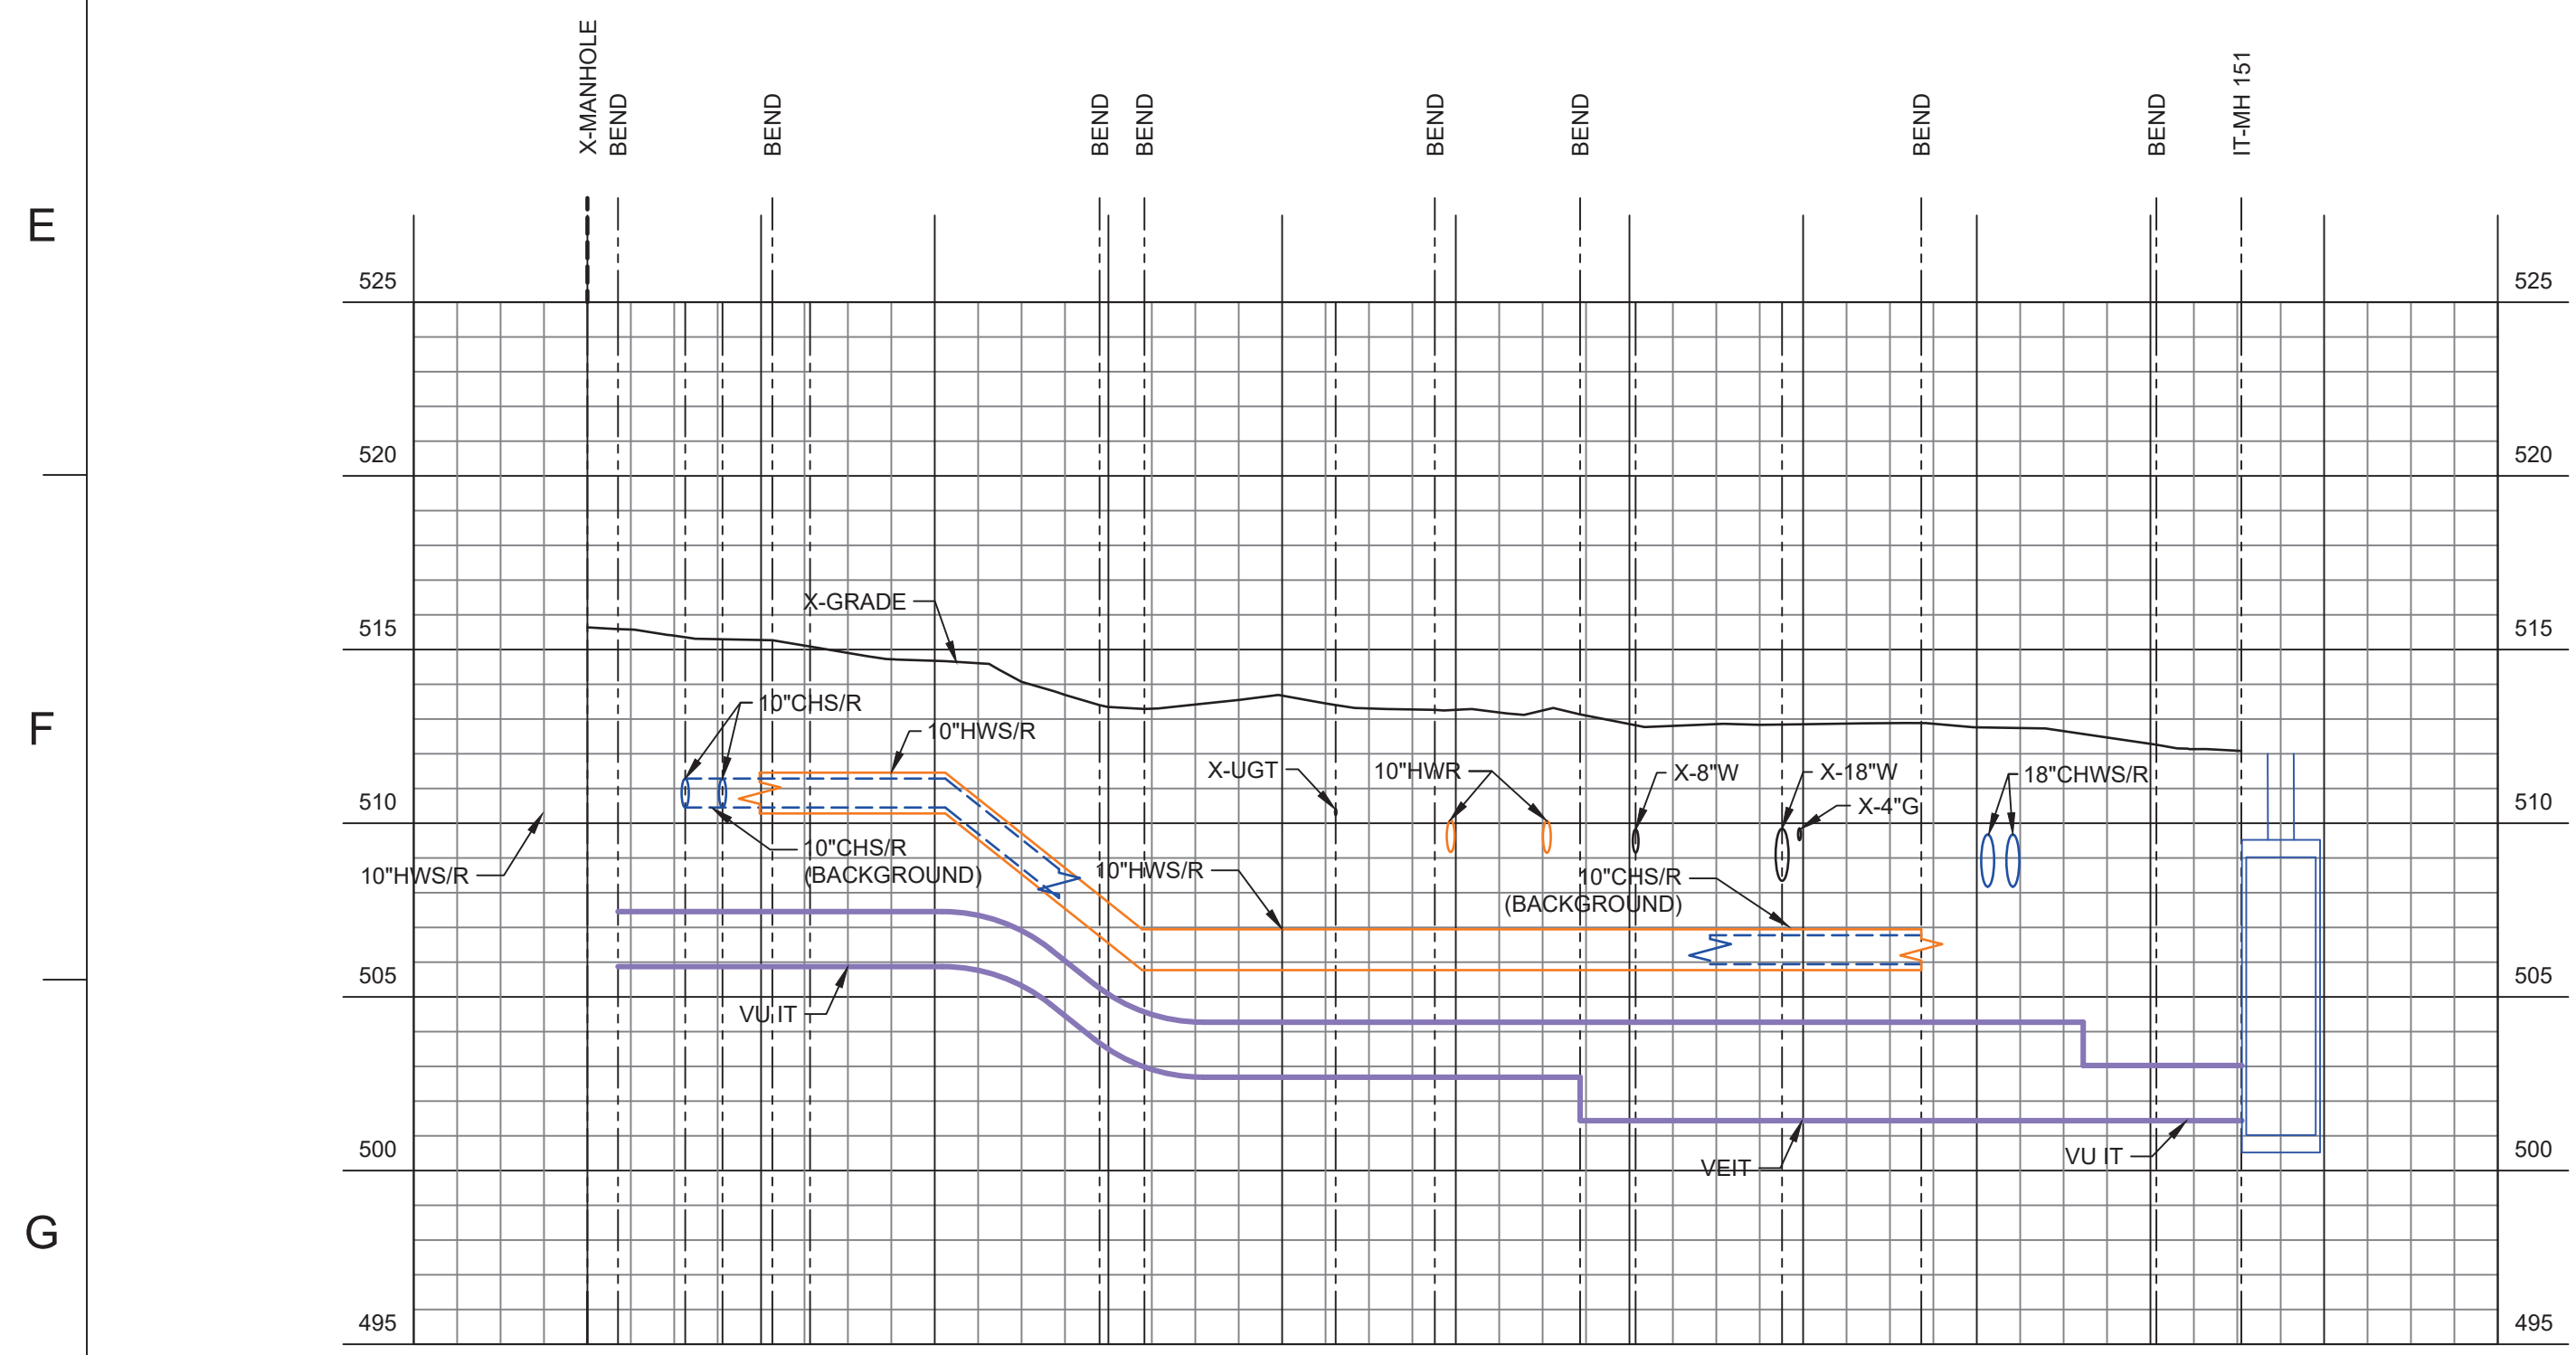 X-MANHOLE
BEND
BEND
BEND
BEND
BEND
BEND
BEND
BEND
IT-MH 151
E
525
525
520
520
X-GRADE
515
515
F
10"CHS/R
10"HWS/R
X-UGT
10"HWR
X-8"W
X-18"W
18"CHWS/R
510
510
X-4"G
10"CHS/R
(BACKGROUND)
10"HWS/R
10"HWS/R
10"CHS/R
(BACKGROUND)
505
505
VU IT
500
500
VEIT
VU IT
G
495
495